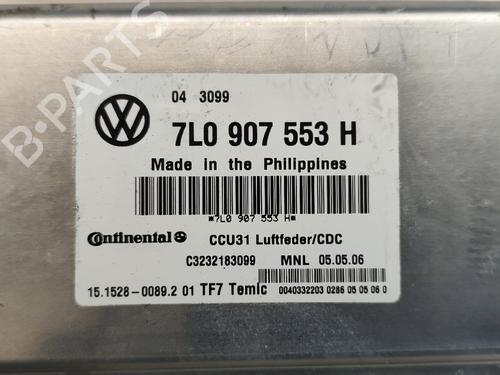 B-PARTS
04 3099
7L0 907 553 H
Made in the Philippines
*7L0 907 553 H*
Continental CCU31 Luftfeder/CDC
C3232183099 MNL 05.05.06
15.1528-0089.2 01 TF7 Temic 0040332203 0286 05 05 06 0